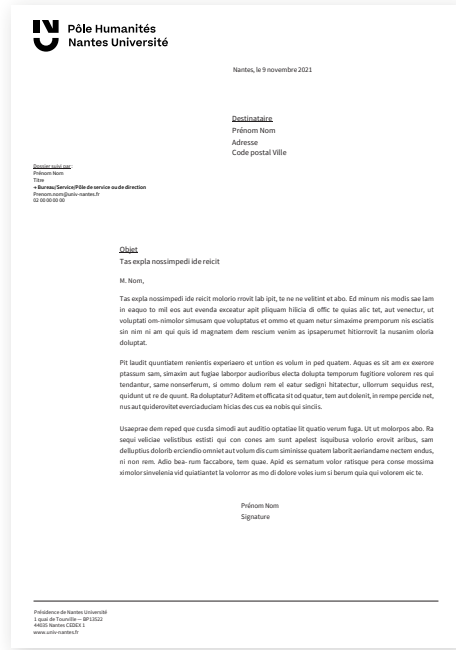 Pôle Humanités
Nantes Université
Nantes, le 9 novembre 2021
Destinataire
Prénom Nom
Adresse
Code postal Ville
Dossier suivi par :
Prénom Nom
Titre
→ Bureau/Service/Pôle de service ou de direction
Prenom.nom@univ-nantes.fr
02 00 00 00 00
Objet
Tas expla nossimpedi ide reicit
M. Nom,
Tas expla nossimpedi ide reicit molorio rrovit lab ipit, te ne ne velitint et abo. Ed minum nis modis sae lam
in eaquo to mil eos aut evenda exceatur apit pliquam hilicia di offic te quias alic tet, aut venectur, ut
voluptati om-nimolor simusam que voluptatus et ommo et quam netur simaxime premporum nis esciatis
sin nim ni am qui quis id magnatem dem rescium venim as ipsaperumet hitiorrovit la nusanim oloria
doluptat.
Pit laudit quuntiatem renientis experiaero et untion es volum in ped quatem. Aquas es sit am ex exerore
ptassum sam, simaxim aut fugiae laborpor audioribus electa dolupta temporum fugitiore volorem res qui
tendantur, same nonserferum, si ommo dolum rem el eatur sedigni hitatectur, ullorrum sequidus rest,
quidunt ut re de quunt. Ra doluptatur? Aditem et officata sit od quatur, tem aut dolenit, in rempe percide net,
nus aut quiderovitet everciaduciam hicias des cus ea nobis qui sinciis.
Usaeprae dem reped que cusda simodi aut auditio optatiae lit quatio verum fuga. Ut ut molorpos abo. Ra
sequi veliciae velistibus estisti qui con cones am sunt apelest isquibusa volorio erovit aribus, sam
delluptius dolorib erciendio omniet aut volum dis cum siminisse quatem laborit aeriandame nectem endus,
ni non rem. Adio bea- rum faccabore, tem quae. Apid es sernatum volor ratisque pera conse mossima
ximolor sinvelenia vid quiatiantet la volorror as mo di dolore voles ium si berum quia qui volorem eic te.
Prénom Nom
Signature
Présidence de Nantes Université
1 quai de Tourville – BP 13522
44035 Nantes CEDEX 1
www.univ-nantes.fr